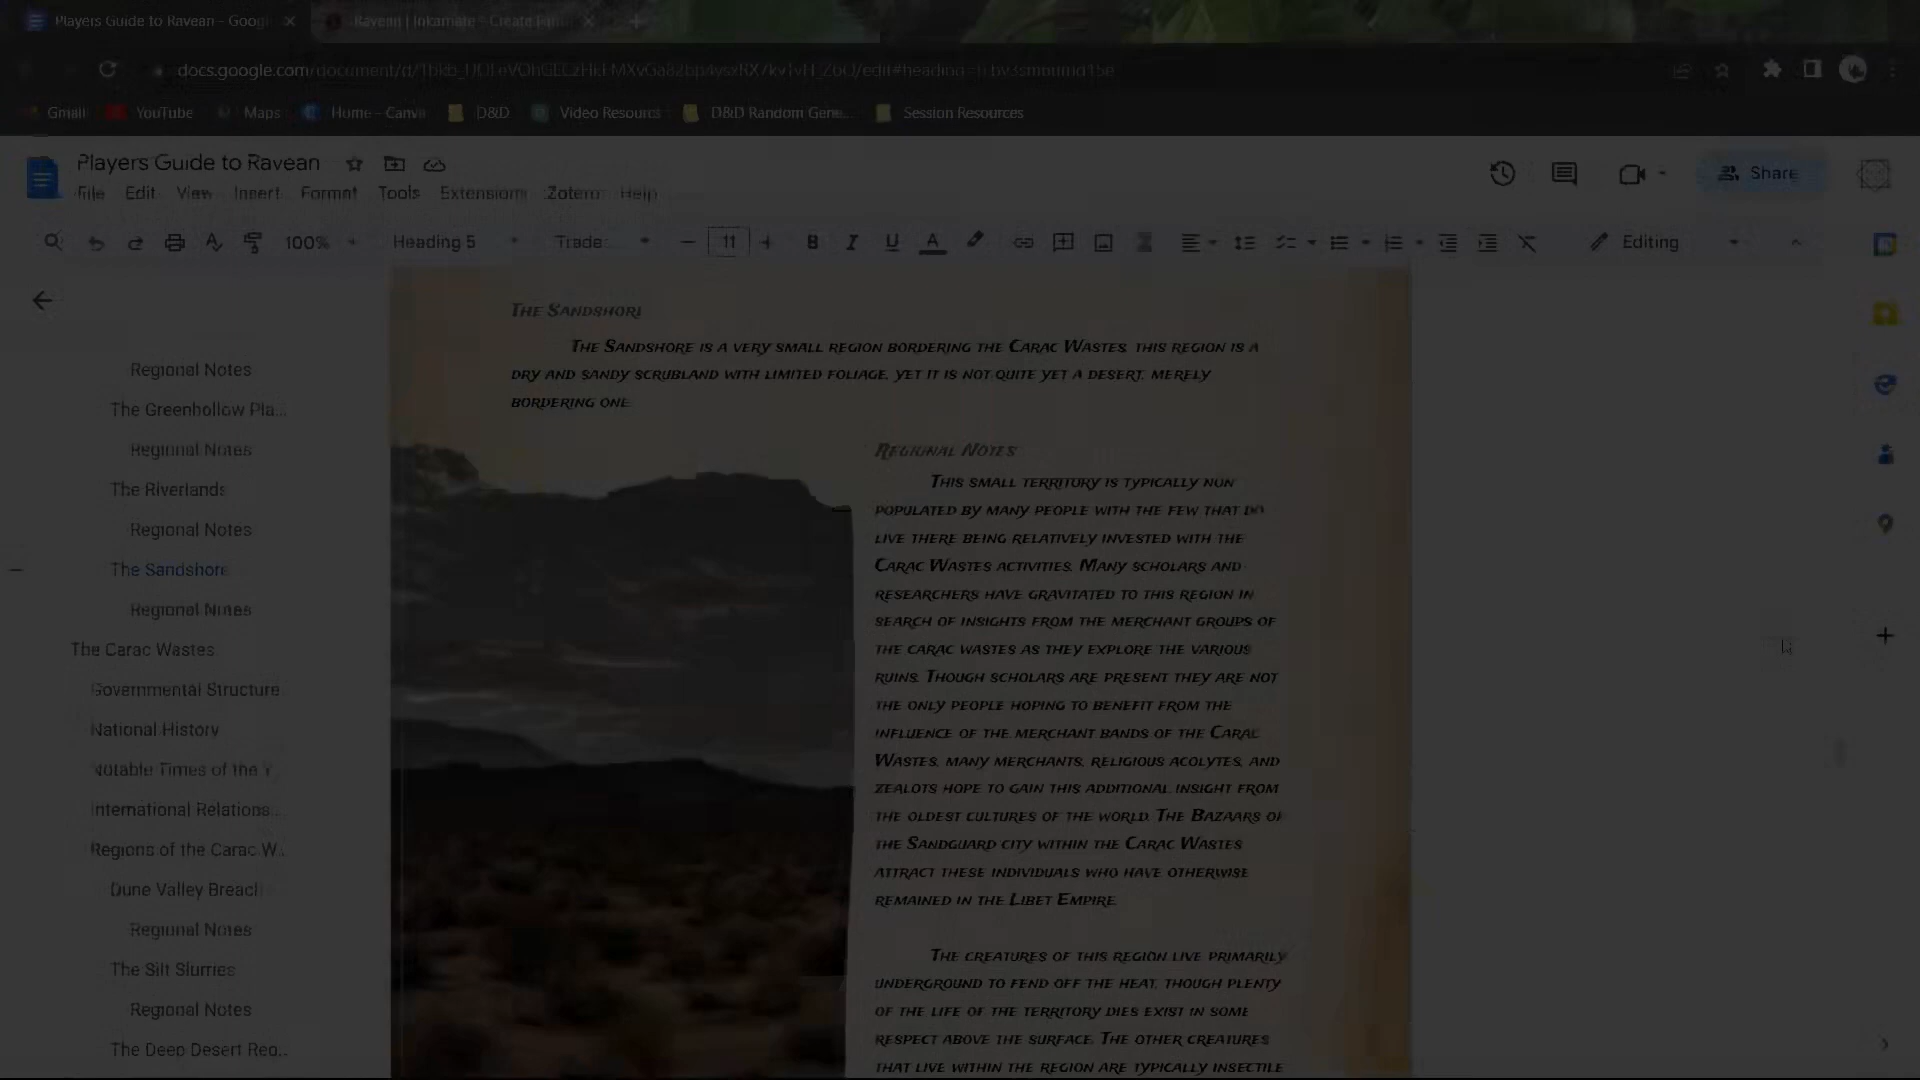 Players Guide to Ravean - Goog
docs.google.com/document/d/
Gmail YouTube Maps Home - Canva D&D Video Resourc D&D Random Gene... Session Resources
Players Guide to Ravean
File Edit View Insert Format Tools Extensions Zotero Help
Share
100% Heading 5 Trade... 11 Editing
The Sandshore
The Sandshore is a very small region bordering the Carac Wastes, this region is a
dry and sandy scrubland with limited foliage, yet it is not quite yet a desert, merely
bordering one.
Regional Notes
This small territory is typically non
populated by many people with the few that do
live there being relatively invested with the
Carac Wastes activities. Many scholars and
researchers have gravitated to this region in
search of insights from the merchant groups of
the carac wastes as they explore the various
ruins. Though scholars are present they are not
the only people hoping to benefit from the
influence of the merchant bands of the Carac
Wastes, many merchants, religious acolytes, and
zealots hope to gain this additional insight from
the oldest cultures of the world. The Bazaars of
the Sandguard city within the Carac Wastes
attract these individuals who have otherwise
remained in the Libet Empire.
The creatures of this region live primarily
underground to fend off the heat, though plenty
of the life of the territory dies exist in some
respect above the surface. The other creatures
that live within the region are typically insectile
Regional Notes
The Greenhollow Pla...
Regional Notes
The Riverlands
Regional Notes
The Sandshore
Regional Notes
The Carac Wastes
Governmental Structure
National History
Notable Times of the Y...
International Relations...
Regions of the Carac W...
Dune Valley Breach
Regional Notes
The Silt Slurries
Regional Notes
The Deep Desert Reg...